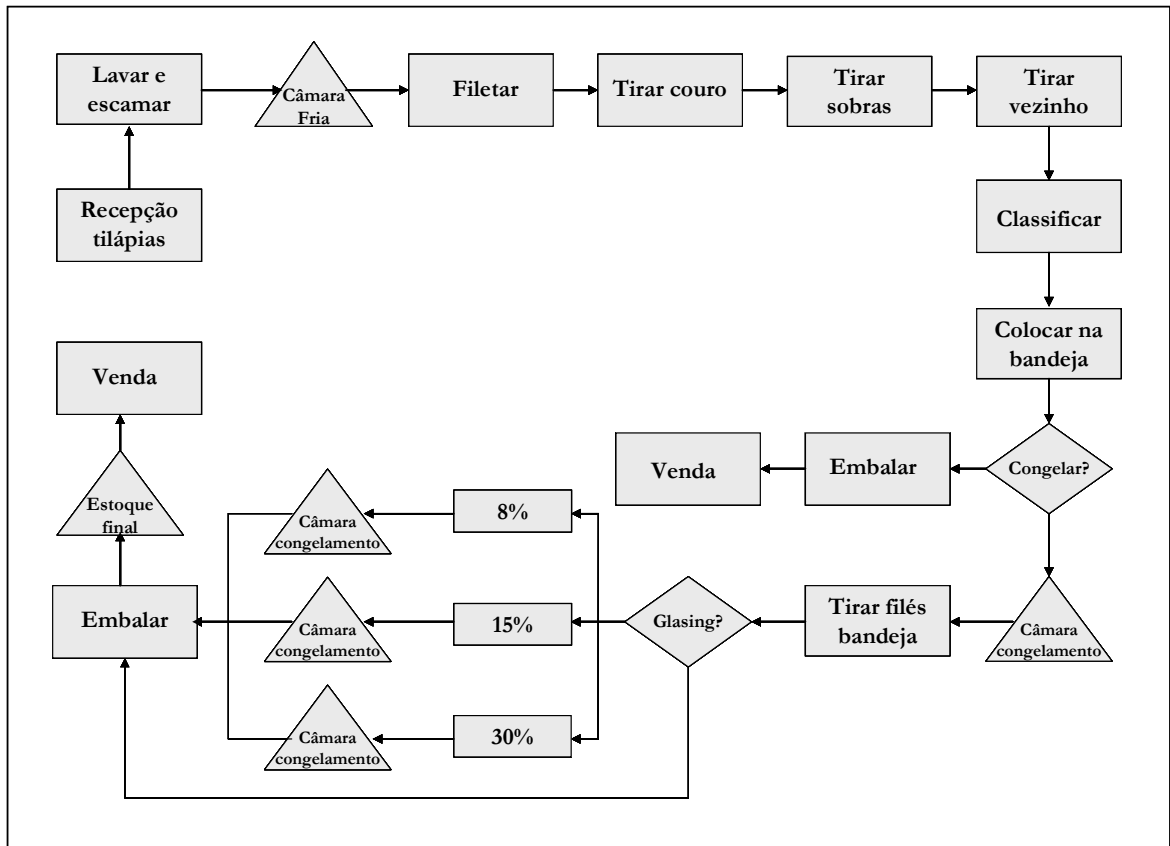 Lavar e
escamar
Câmara
Fria
Filetar
Tirar couro
Tirar
sobras
Tirar
vezinho
Recepção
tilápias
Classificar
Colocar na
bandeja
Venda
Venda
Embalar
Congelar?
Estoque
final
Câmara
congelamento
8%
Embalar
Câmara
congelamento
15%
Glasing?
Tirar filés
bandeja
Câmara
congelamento
Câmara
congelamento
30%